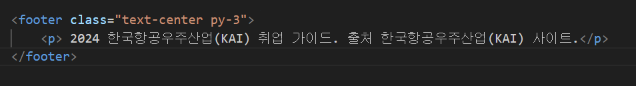 <footer class="text-center py-3">
<p> 2024 한국항공우주산업(KAI) 취업 가이드. 출처 한국항공우주산업(KAI) 사이트.</p>
</footer>